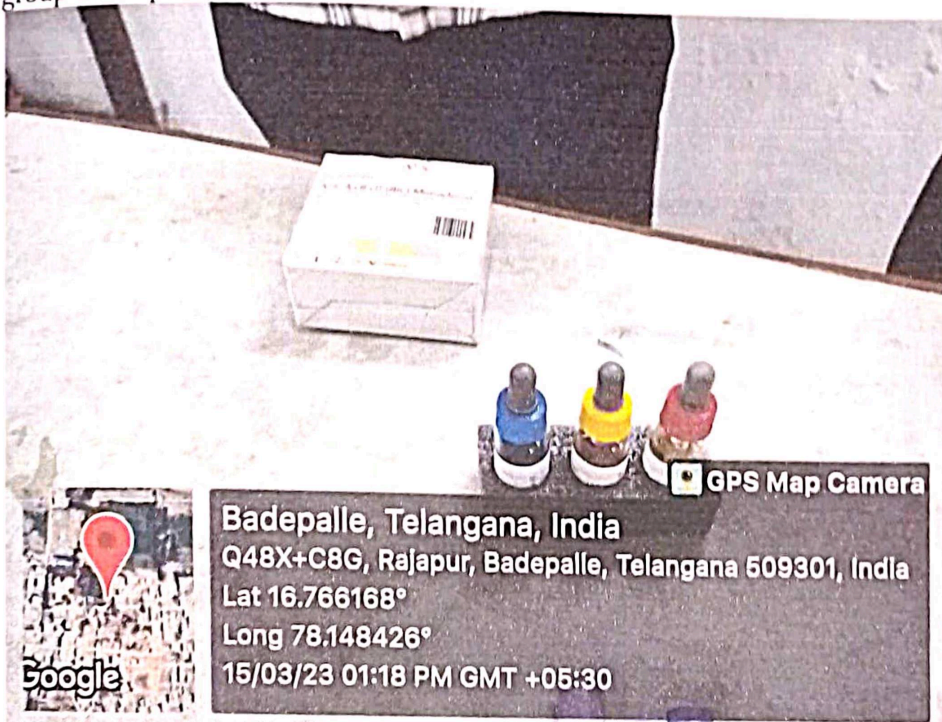 GPS Map Camera
Badepalle, Telangana, India
Q48X+C8G, Rajapur, Badepalle, Telangana 509301, India
Lat 16.766168°
Long 78.148426°
15/03/23 01:18 PM GMT +05:30
Google